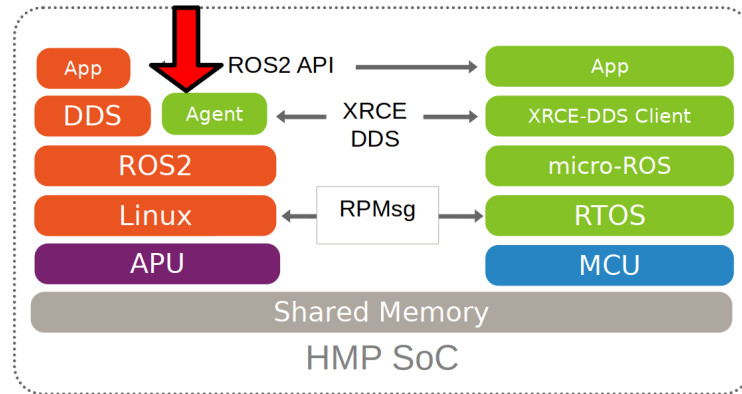 App
ROS2 API
App
DDS
Agent
XRCE
DDS
XRCE-DDS Client
ROS2
micro-ROS
Linux
RPMsg
RTOS
APU
MCU
Shared Memory
HMP SoC